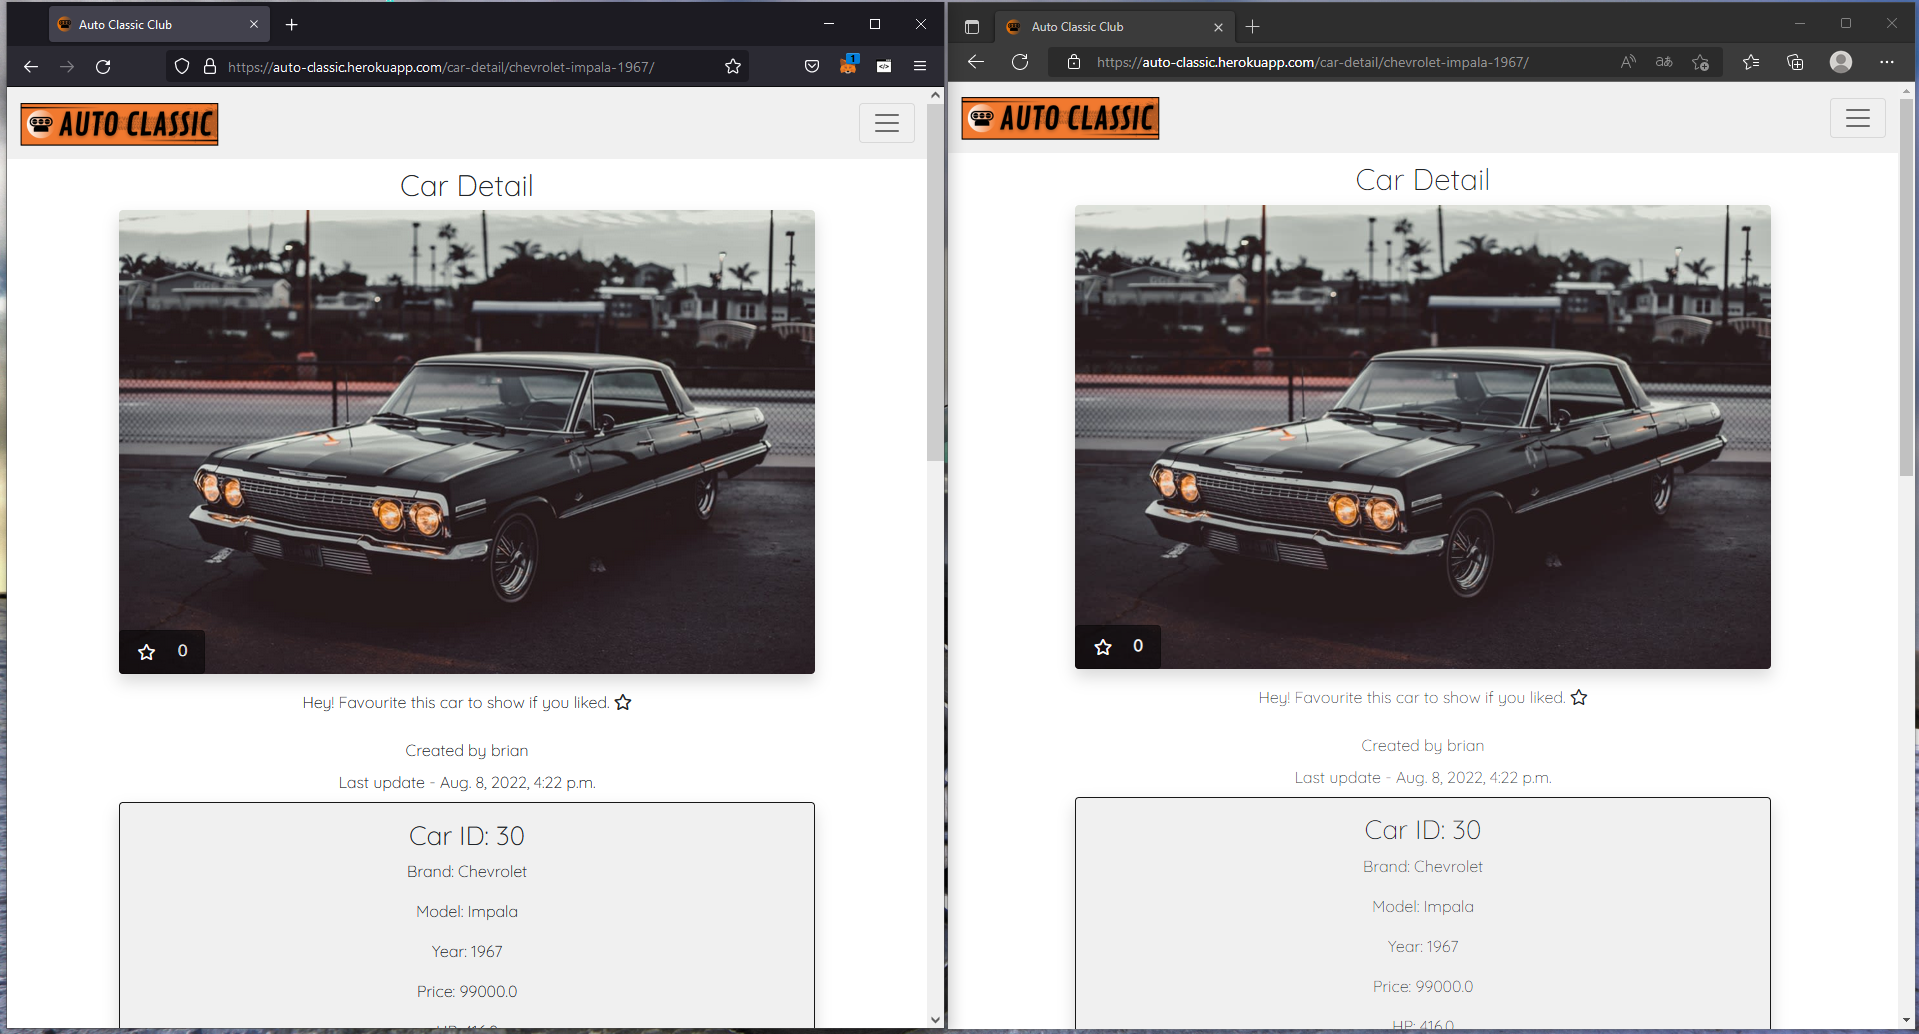 Auto Classic Club
https://auto-classic.herokuapp.com/car-detail/chevrolet-impala-1967/
1
AUTO CLASSIC
Car Detail
0
Hey! Favourite this car to show if you liked.
Created by brian
Last update - Aug. 8, 2022, 4:22 p.m.
Car ID: 30
Brand: Chevrolet
Model: Impala
Year: 1967
Price: 99000.0
HP: 416.0
Auto Classic Club
https://auto-classic.herokuapp.com/car-detail/chevrolet-impala-1967/
AUTO CLASSIC
Car Detail
0
Hey! Favourite this car to show if you liked.
Created by brian
Last update - Aug. 8, 2022, 4:22 p.m.
Car ID: 30
Brand: Chevrolet
Model: Impala
Year: 1967
Price: 99000.0
HP: 416.0